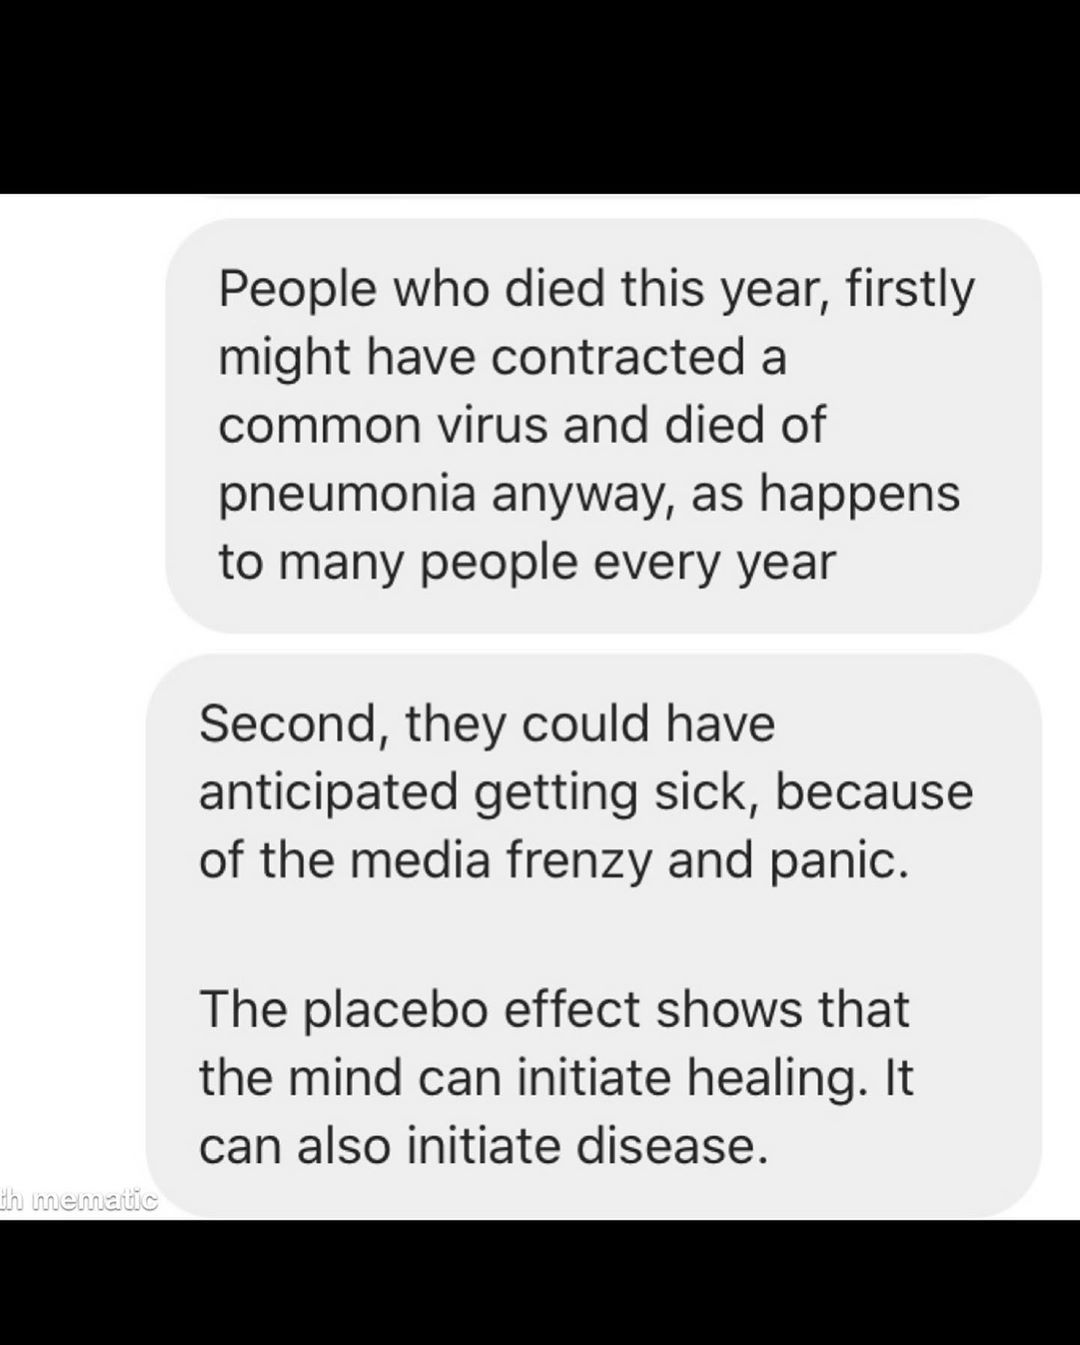 People who died this year, firstly
might have contracted a
common virus and died of
pneumonia anyway, as happens
to many people every year
Second, they could have
anticipated getting sick, because
of the media frenzy and panic.
The placebo effect shows that
the mind can initiate healing. It
can also initiate disease.
th mematic